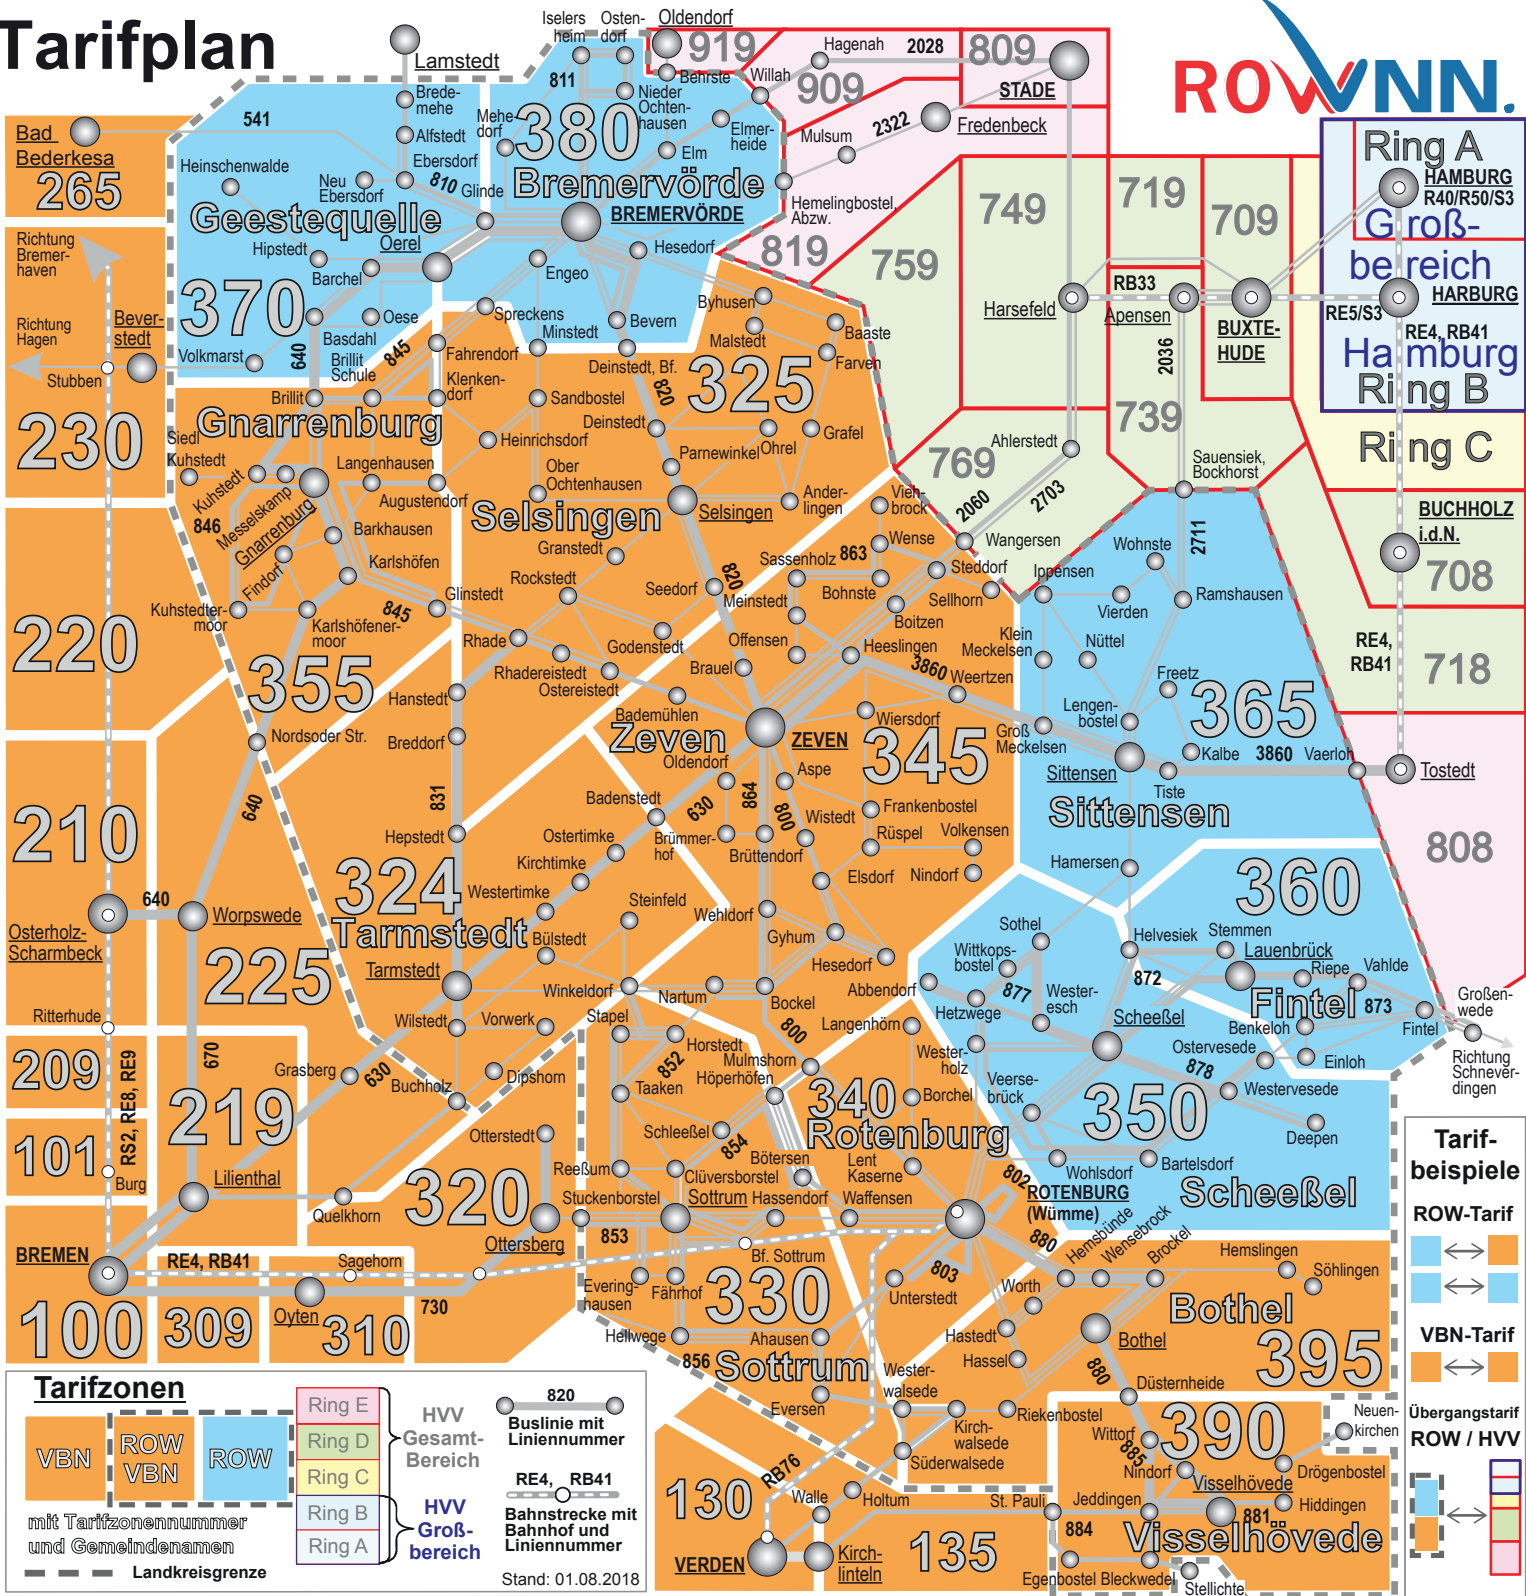 Tarifplan
ROW NN.
Lamstedt
Iselers
heim
Osten-
dorf
Oldendorf
919
Behrste
Willah
Hagenah
2028
809
909
STADE
Bad
Bederkesa
265
541
Brede-
mehe
Alfstedt
Ebersdorf
811
Mehe-
dorf
380
Nieder
Ochten-
hausen
Elmer-
heide
Elm
Mulsum
2322
Fredenbeck
Heinschenwalde
Neu
Ebersdorf
810
Glinde
Geestequelle
Oerel
Bremervörde
BREMERVÖRDE
Hemelingbostel,
Abzw.
819
749
719
709
759
Ring A
HAMBURG
R40/R50/S3
Groß-
bereich
HARBURG
RE5/S3
RE4, RB41
Hamburg
Ring B
Ring C
Richtung
Bremer-
haven
Hipstedt
Barchel
370
Engeo
Hesedorf
Byhusen
Harsefeld
RB33
Apensen
BUXTE-
HUDE
2036
Richtung
Hagen
Bever-
stedt
Stubben
Volkmarst
Oese
Basdahl
Brillit
Schule
640
845
Spreckens
Minstedt
Bevern
Malstedt
Baaste
Farven
Fahrendorf
Deinstedt, Bf.
325
739
230
Brillit
Klenken-
dorf
Sandbostel
820
Gnarrenburg
Siedl
Kuhstedt
Kuhstedt
Messelskamp
Gnarrenburg
846
Langenhausen
Augustendorf
Heinrichsdorf
Deinstedt
Parnewinkel
Ohrel
Grafel
Ahlerstedt
769
Sauensiek,
Bockhorst
Ober
Ochtenhausen
Selsingen
Selsingen
Ander-
lingen
Vieh-
brock
2060
2703
BUCHHOLZ
i.d.N.
708
Barkhausen
Granstedt
Wense
Wangersen
2711
Wohnste
Findorf
Karlshöfen
Rockstedt
Seedorf
820
Sassenholz
863
Steddorf
Ippensen
Kuhstedter-
moor
Karlshöfener-
moor
845
Glinstedt
Meinstedt
Bohnste
Sellhorn
Vierden
Ramshausen
220
355
Rhade
Godenstedt
Offensen
Boitzen
Klein
Meckelsen
Nüttel
RE4,
RB41
718
Rhadereistedt
Ostereistedt
Brauel
Heeslingen
3860
Weertzen
Freetz
Hanstedt
Bademühlen
Wiersdorf
Lengen-
bostel
365
Nordsoder Str.
Breddorf
Zeven
ZEVEN
345
Groß
Meckelsen
Kalbe
3860
Vaerloh
Tostedt
Oldendorf
Aspe
Sittensen
Tiste
210
640
831
Badenstedt
630
864
800
Frankenbostel
Sittensen
808
Hepstedt
Ostertimke
Brümmer-
hof
Wistedt
Rüspel
Volkensen
Kirchtimke
Brüttendorf
Hamersen
324
Westertimke
Elsdorf
Nindorf
360
Tarmstedt
Steinfeld
Wehldorf
Gyhum
Sothel
Helvesiek
Stemmen
Osterholz-
Scharmbeck
640
Worpswede
Bülstedt
Hesedorf
Wittkops-
bostel
Lauenbrück
Riepe
Vahlde
225
Tarmstedt
Winkeldorf
Nartum
Bockel
Abbendorf
877
Wester-
esch
872
Fintel
873
Fintel
Großen-
wede
Ritterhude
Wilstedt
Vorwerk
Stapel
800
Langenhörn
Hetzwege
Scheeßel
Benkeloh
209
670
Horstedt
852
Mulmshorn
Höperhöfen
Wester-
holz
Ostervesede
Einloh
Richtung
Schnever-
dingen
Grasberg
630
Buchholz
Dipshorn
Taaken
340
Borchel
Veerse-
brück
878
Westervesede
219
Rotenburg
350
Deepen
101
RS2, RE8, RE9
Otterstedt
Schleeßel
854
Bötersen
Lent
Kaserne
Wohlsdorf
Bartelsdorf
Burg
Lilienthal
Reeßum
Clüversborstel
802
Scheeßel
320
Quelkhorn
Stuckenborstel
Sottrum
Hassendorf
Waffensen
ROTENBURG
(Wümme)
BREMEN
RE4, RB41
Sagehorn
Ottersberg
853
Bf. Sottrum
880
Hemsbünde
Wensebrock
Brockel
Hemslingen
Söhlingen
100
309
Oyten
310
730
Evering-
hausen
Fährhof
330
803
Unterstedt
Worth
Bothel
Hellwege
Ahausen
Hastedt
Bothel
395
856
Sottrum
Hassel
880
Wester-
walsede
Düsternheide
Eversen
Kirch-
walsede
Riekenbostel
Wittorf
390
Neuen-
kirchen
Süderwalsede
885
Nindorf
Visselhövede
Drögenbostel
130
RB76
Walle
Holtum
St. Pauli
Jeddingen
881
Hiddingen
884
Visselhövede
VERDEN
Kirch-
linteln
135
Egenbostel
Bleckwedel
Stellichte
Tarifzonen
VBN
ROW
VBN
ROW
mit Tarifzonennummer
und Gemeindenamen
Landkreisgrenze
Ring E
Ring D
Ring C
Ring B
Ring A
HVV
Gesamt-
Bereich
HVV
Groß-
bereich
820
Buslinie mit
Liniennummer
RE4, RB41
Bahnstrecke mit
Bahnhof und
Liniennummer
Stand: 01.08.2018
Tarif-
beispiele
ROW-Tarif
VBN-Tarif
Übergangstarif
ROW / HVV